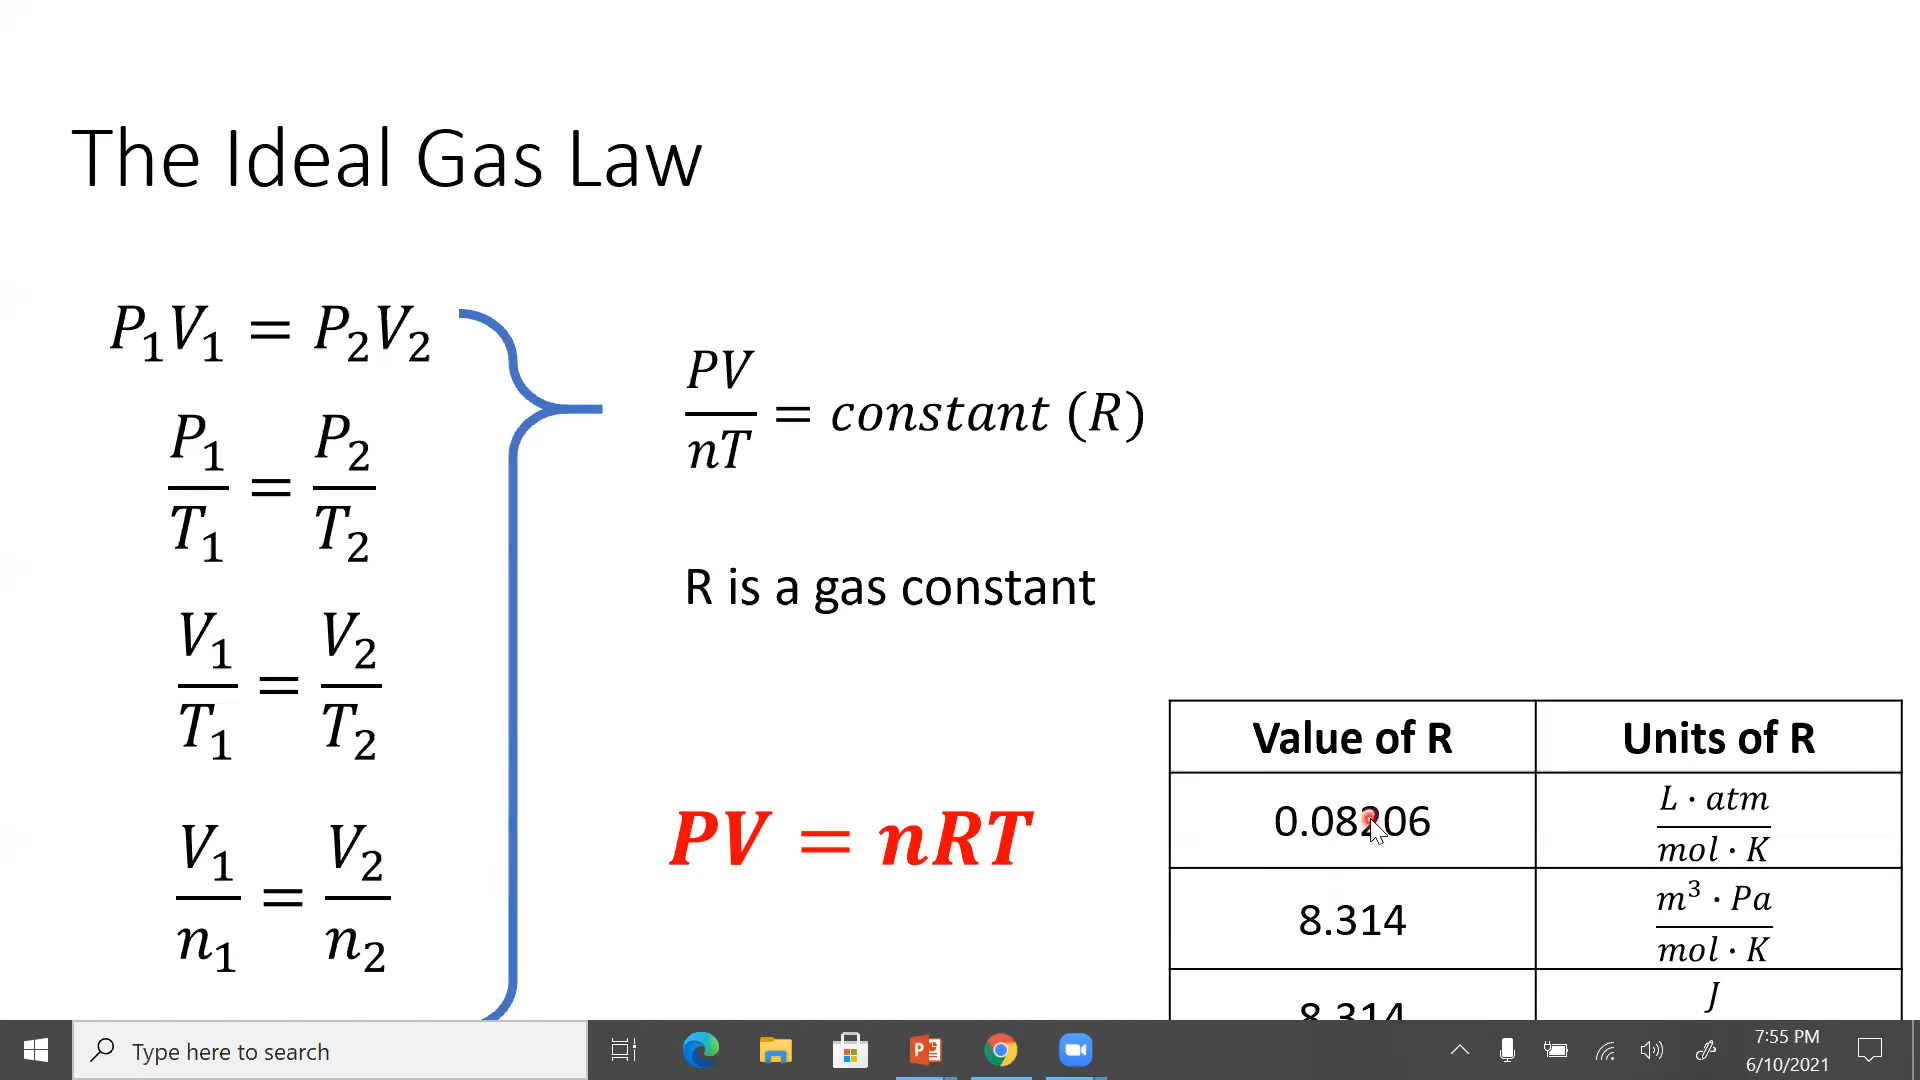 The Ideal Gas Law
P₁V₁ = P₂V₂
P₁/T₁ = P₂/T₂
V₁/T₁ = V₂/T₂
V₁/n₁ = V₂/n₂
PV/nT = constant (R)
R is a gas constant
PV = nRT
Value of R Units of R
0.08206 L · atm / mol · K
8.314 m³ · Pa / mol · K
8.314 J
Type here to search
7:55 PM
6/10/2021